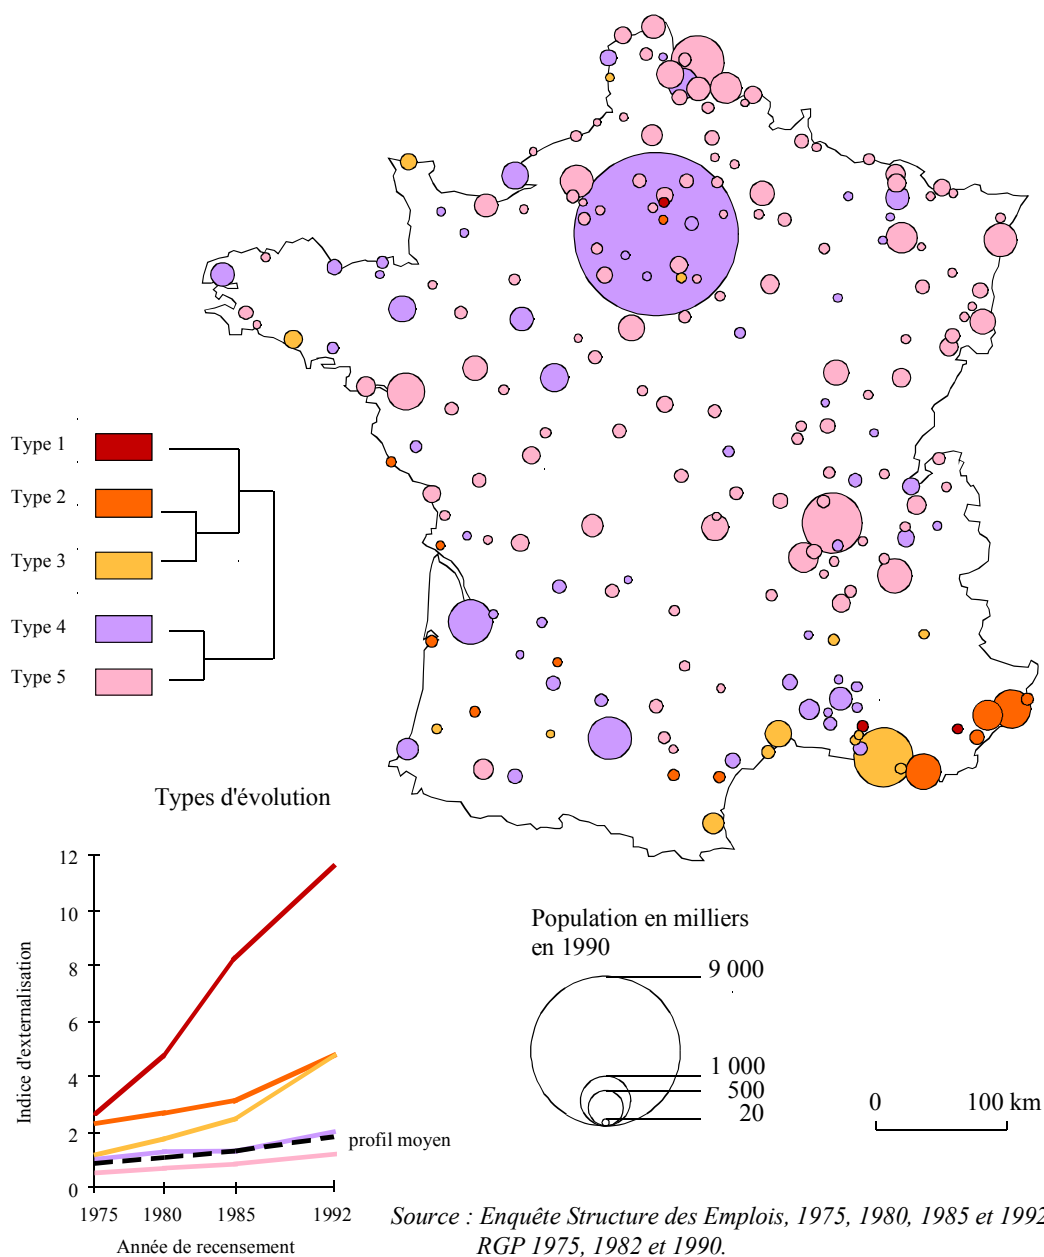 Type 1
Type 2
Type 3
Type 4
Type 5
Types d'évolution
12
10
8
6
4
2
0
Indice d'externalisation
profil moyen
1975 1980 1985 1992
Année de recensement
Population en milliers
en 1990
9 000
1 000
500
20
0 100 km
Source : Enquête Structure des Emplois, 1975, 1980, 1985 et 1992
RGP 1975, 1982 et 1990.